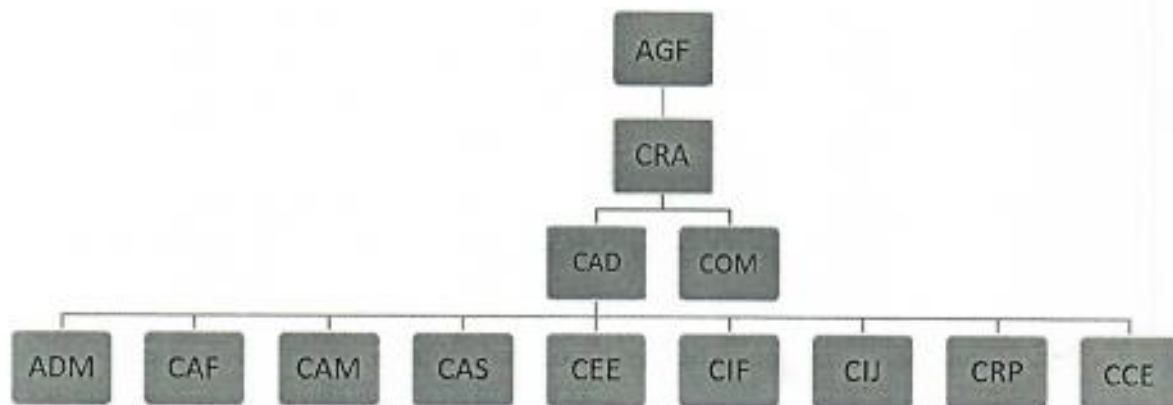 AGF
CRA
CAD COM
ADM CAF CAM CAS CEE CIF CIJ CRP CCE